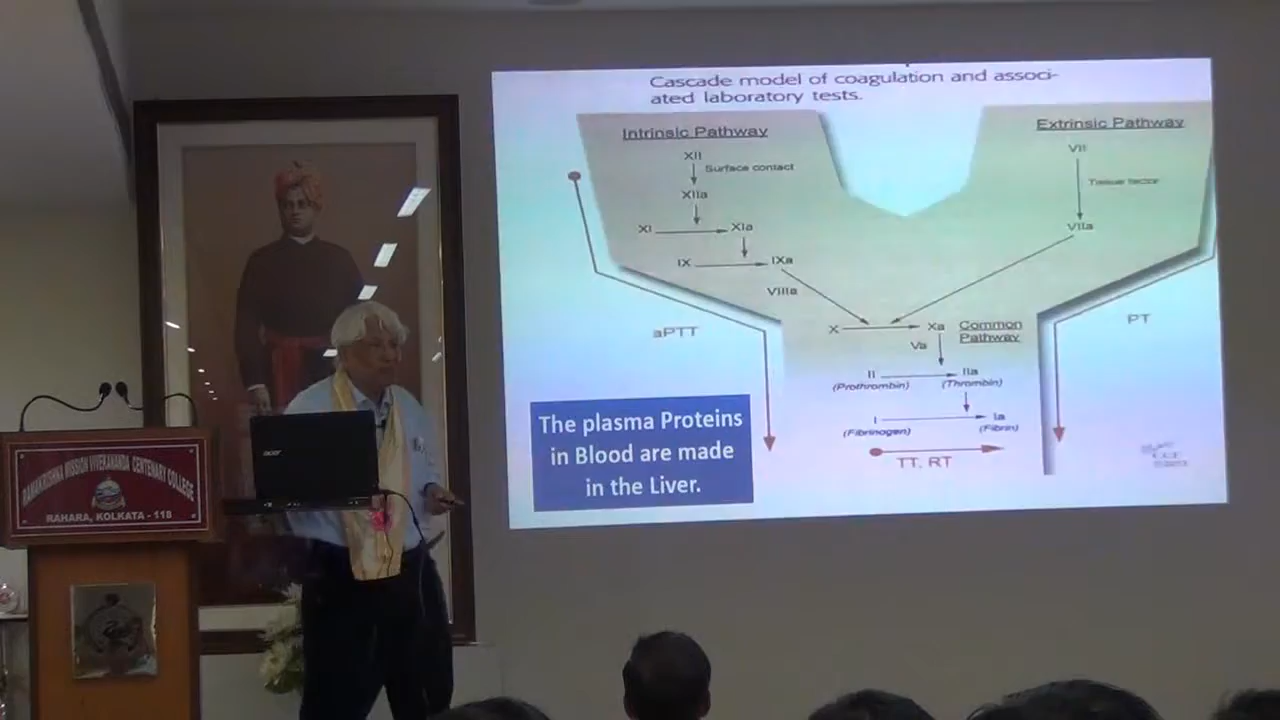 Cascade model of coagulation and associ-
ated laboratory tests.
Intrinsic Pathway
XII
Surface contact
XIIa
XI
XIa
IX
IXa
VIIIa
Extrinsic Pathway
VII
Tissue factor
VIIa
X
Xa
Va
Common
Pathway
II
(Prothrombin)
IIa
(Thrombin)
I
(Fibrinogen)
Ia
(Fibrin)
TT. RT
aPTT
PT
The plasma Proteins
in Blood are made
in the Liver.
acer
RAMAKRISHNA MISSION VIVEKANANDA CENTENARY COLLEGE
RAHARA, KOLKATA - 118